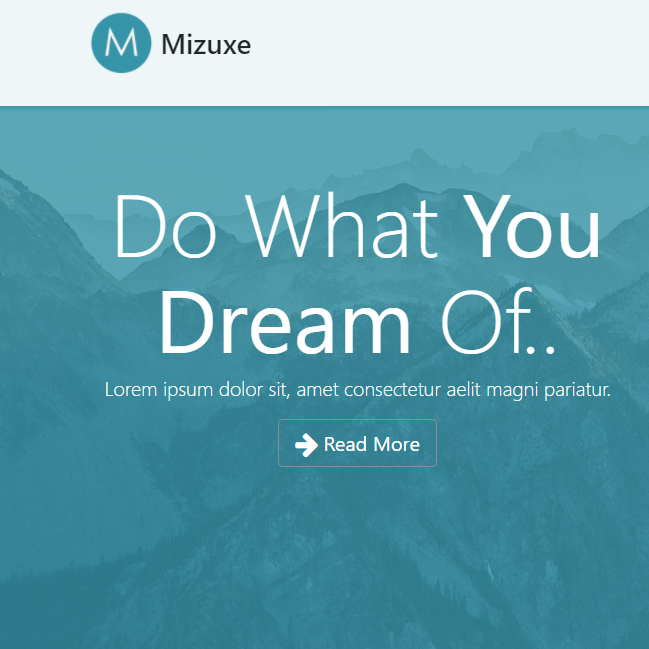 M Mizuxe
Do What You
Dream Of..
Lorem ipsum dolor sit, amet consectetur aelit magni pariatur.
Read More